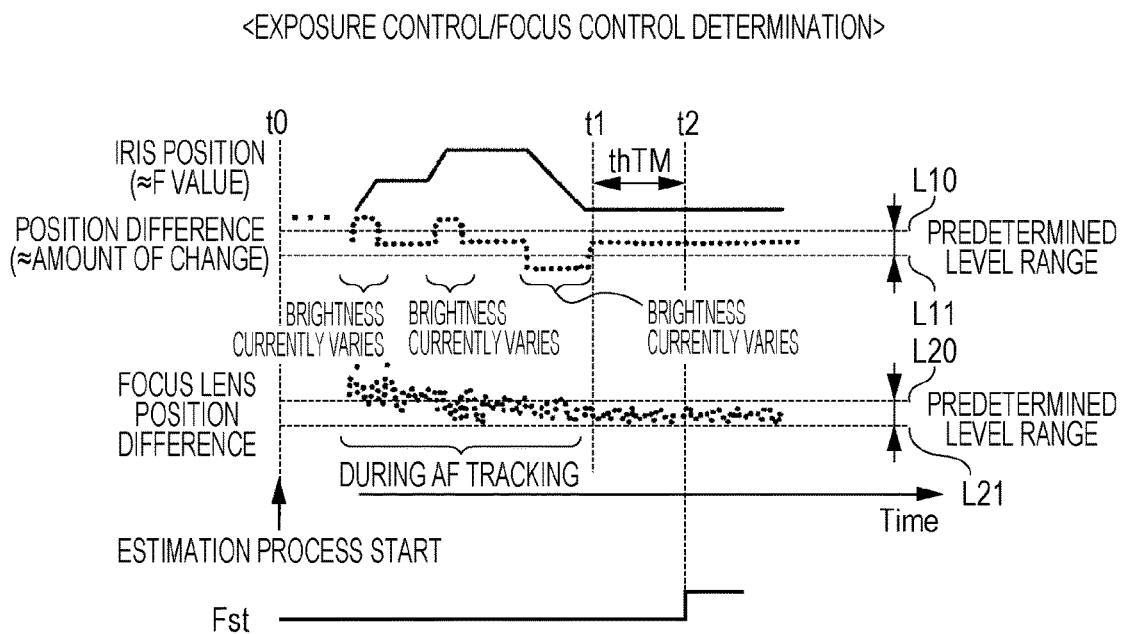 <EXPOSURE CONTROL/FOCUS CONTROL DETERMINATION>
t0
t1
t2
IRIS POSITION
(≈F VALUE)
thTM
L10
POSITION DIFFERENCE
(≈AMOUNT OF CHANGE)
PREDETERMINED
LEVEL RANGE
L11
BRIGHTNESS
CURRENTLY VARIES
BRIGHTNESS
CURRENTLY VARIES
BRIGHTNESS
CURRENTLY VARIES
L20
FOCUS LENS
POSITION
DIFFERENCE
PREDETERMINED
LEVEL RANGE
L21
DURING AF TRACKING
Time
ESTIMATION PROCESS START
Fst